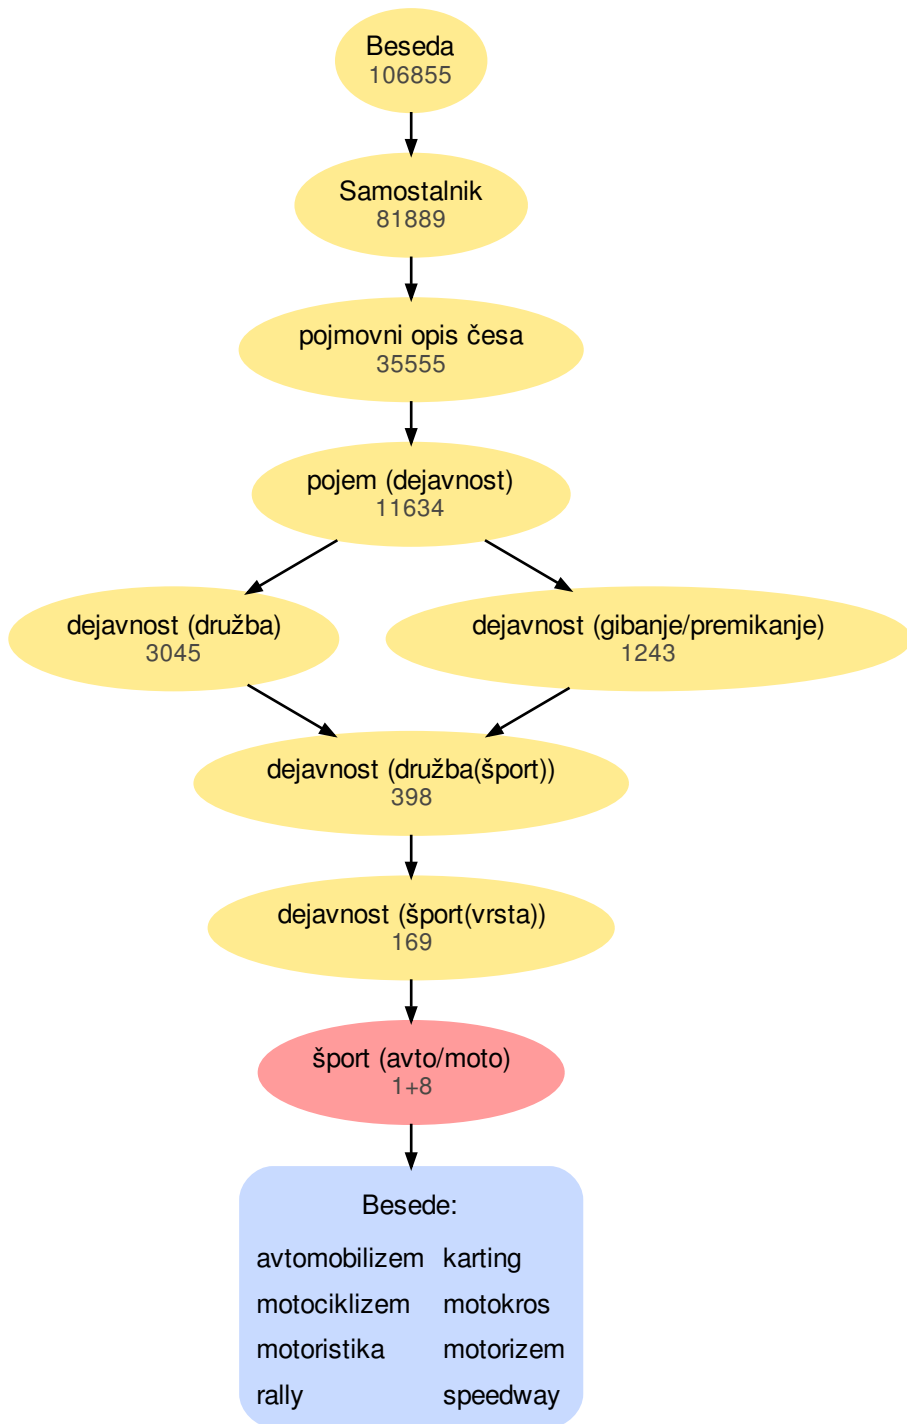 Beseda
106855
Samostalnik
81889
pojmovni opis česa
35555
pojem (dejavnost)
11634
dejavnost (družba)
3045
dejavnost (gibanje/premikanje)
1243
dejavnost (družba(šport))
398
dejavnost (šport(vrsta))
169
šport (avto/moto)
1+8
Besede:
avtomobilizem karting
motociklizem motokros
motoristika motorizem
rally speedway